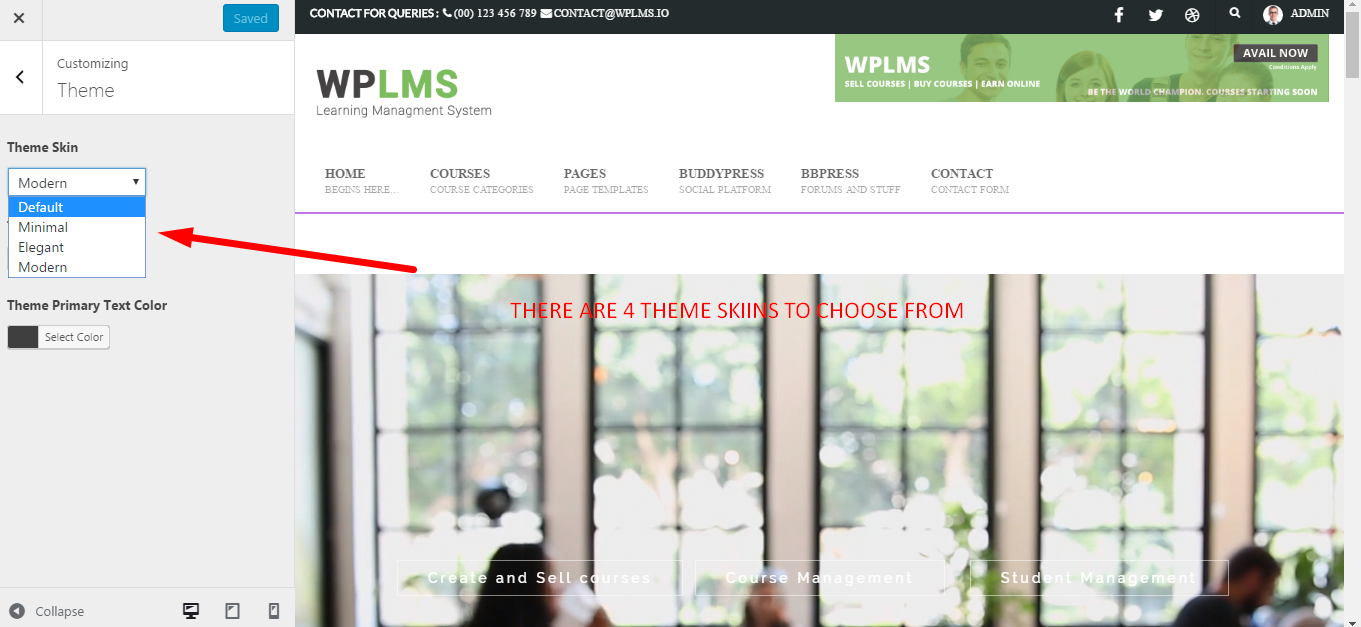 Saved
Customizing
Theme
Theme Skin
Modern
Default
Minimal
Elegant
Modern
Theme Primary Text Color
Select Color
Collapse
CONTACT FOR QUERIES : (00) 123 456 789 CONTACT@WPLMS.IO
ADMIN
WPLMS
Learning Managment System
WPLMS
SELL COURSES | BUY COURSES | EARN ONLINE
AVAIL NOW
Conditions Apply
BE THE WORLD CHAMPION. COURSES STARTING SOON
HOME
BEGINS HERE...
COURSES
COURSE CATEGORIES
PAGES
PAGE TEMPLATES
BUDDYPRESS
SOCIAL PLATFORM
BBPRESS
FORUMS AND STUFF
CONTACT
CONTACT FORM
THERE ARE 4 THEME SKIINS TO CHOOSE FROM
Create and Sell courses
Course Management
Student Management